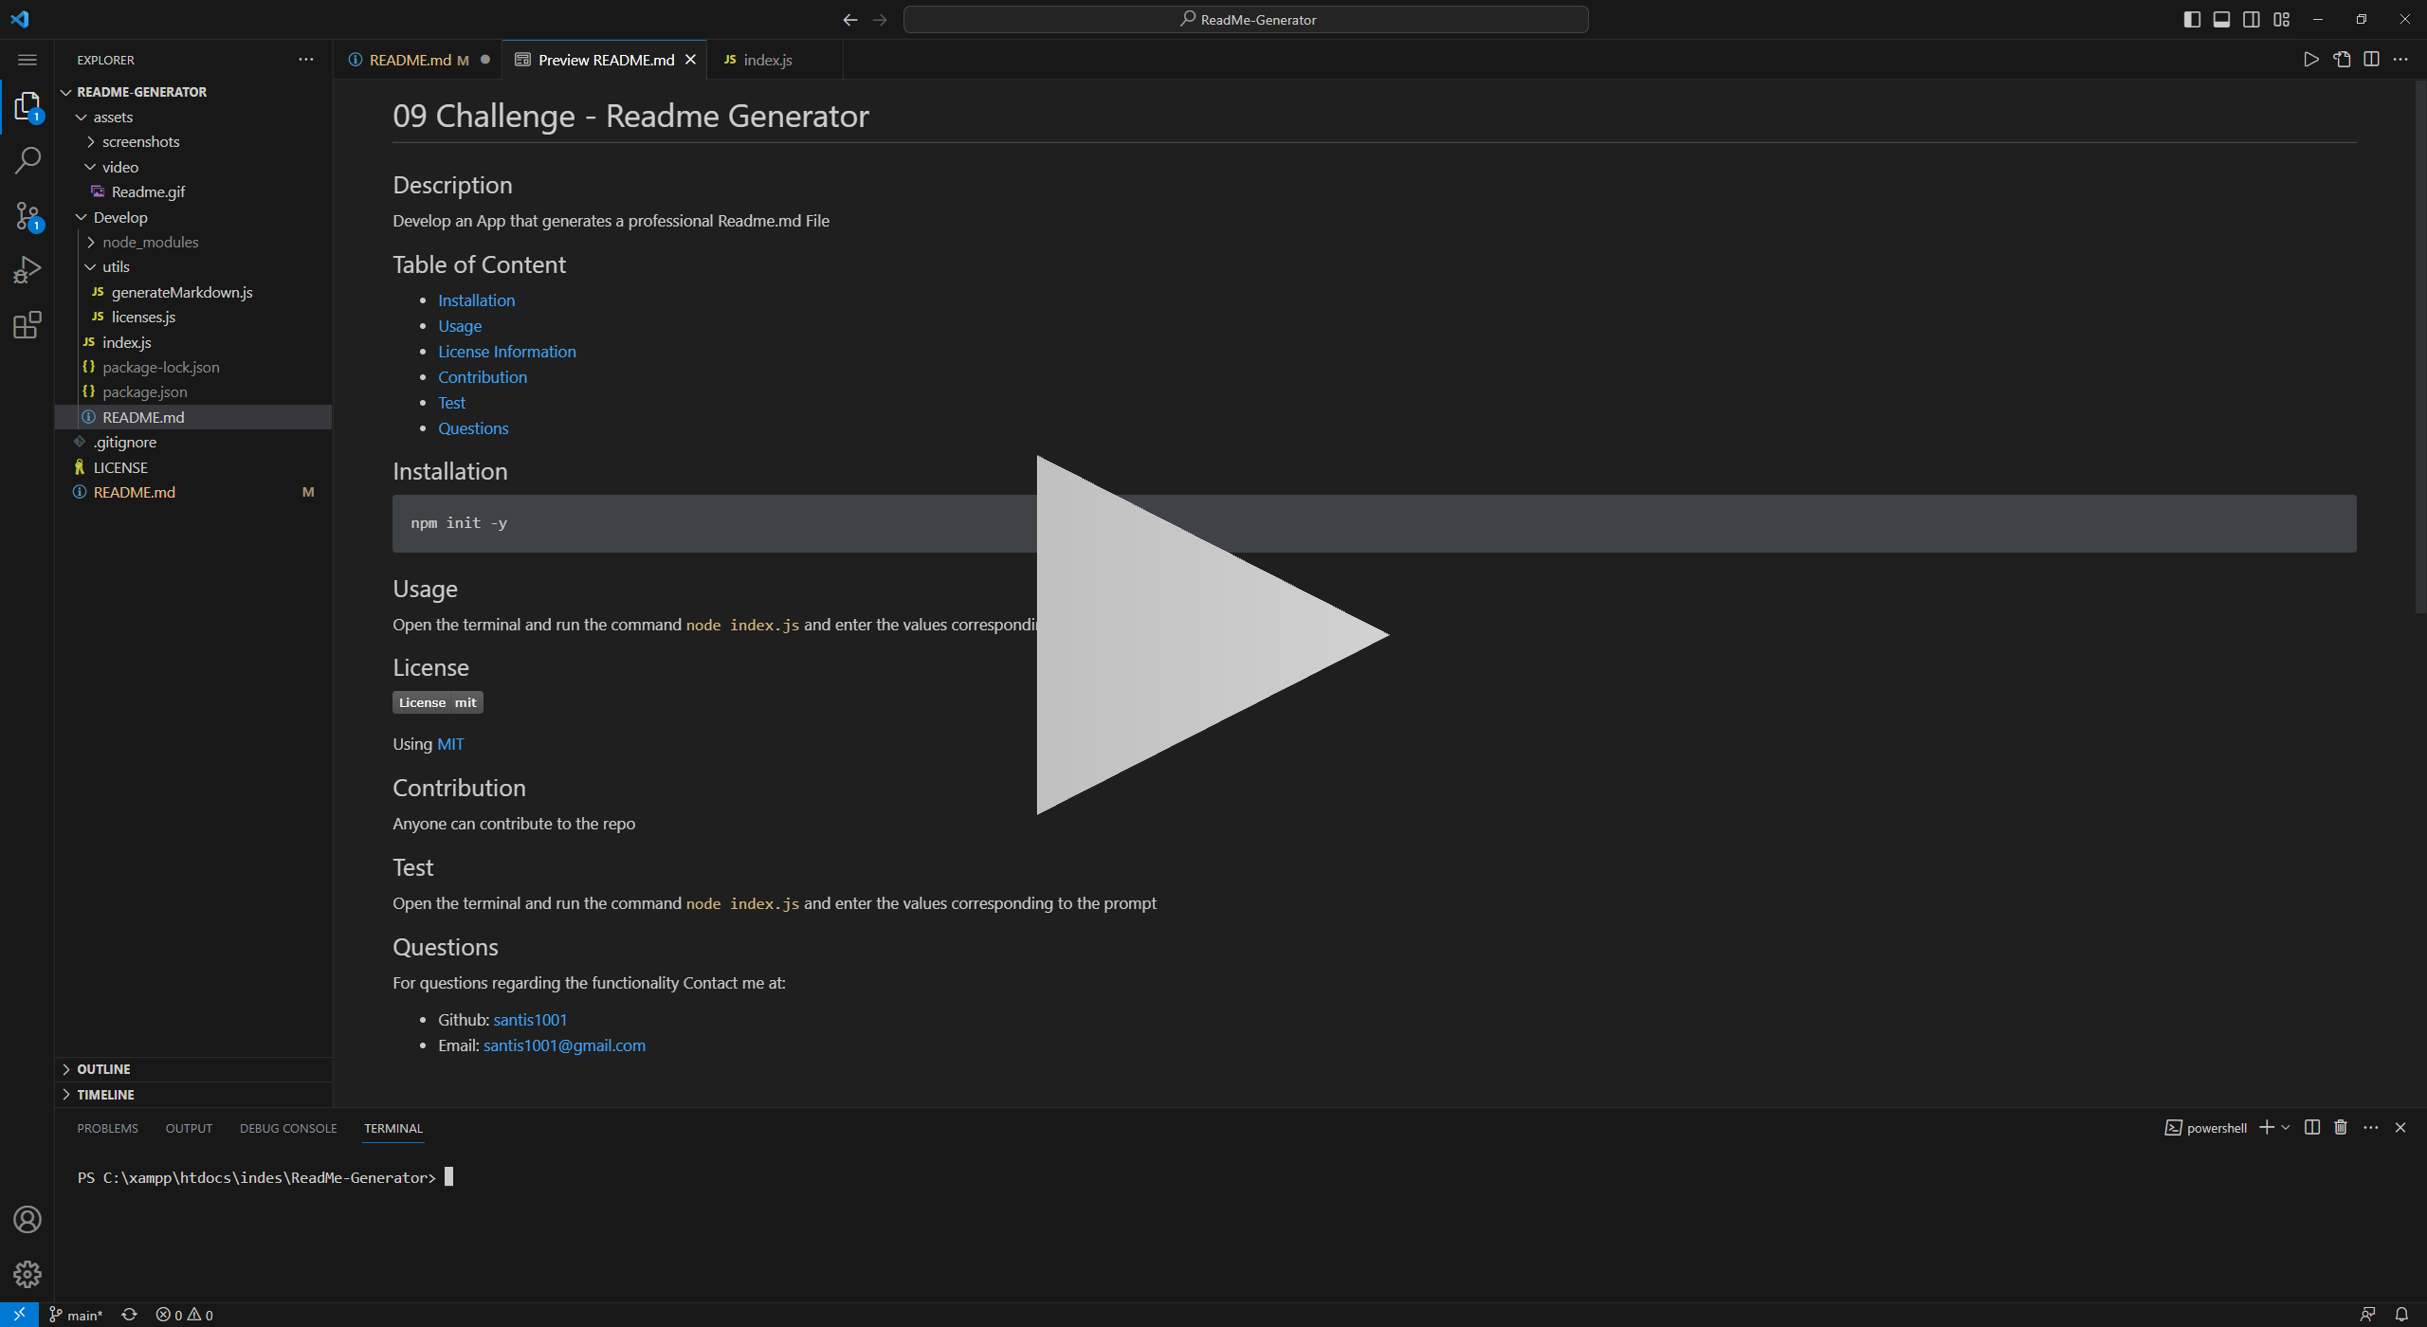 ReadMe-Generator
EXPLORER
README.md M
Preview README.md
JS index.js
README-GENERATOR
assets
screenshots
video
Readme.gif
Develop
node_modules
utils
JS generateMarkdown.js
JS licenses.js
JS index.js
{} package-lock.json
{} package.json
README.md
.gitignore
LICENSE
README.md M
OUTLINE
TIMELINE
1
1
09 Challenge - Readme Generator
Description
Develop an App that generates a professional Readme.md File
Table of Content
• Installation
• Usage
• License Information
• Contribution
• Test
• Questions
Installation
npm init -y
Usage
Open the terminal and run the command node index.js and enter the values
License
License mit
Using MIT
Contribution
Anyone can contribute to the repo
Test
Open the terminal and run the command node index.js and enter the values corresponding to the prompt
Questions
For questions regarding the functionality Contact me at:
• Github: santis1001
• Email: santis1001@gmail.com
PROBLEMS OUTPUT DEBUG CONSOLE TERMINAL
powershell
PS C:\xampp\htdocs\indes\ReadMe-Generator>
main* 0 0